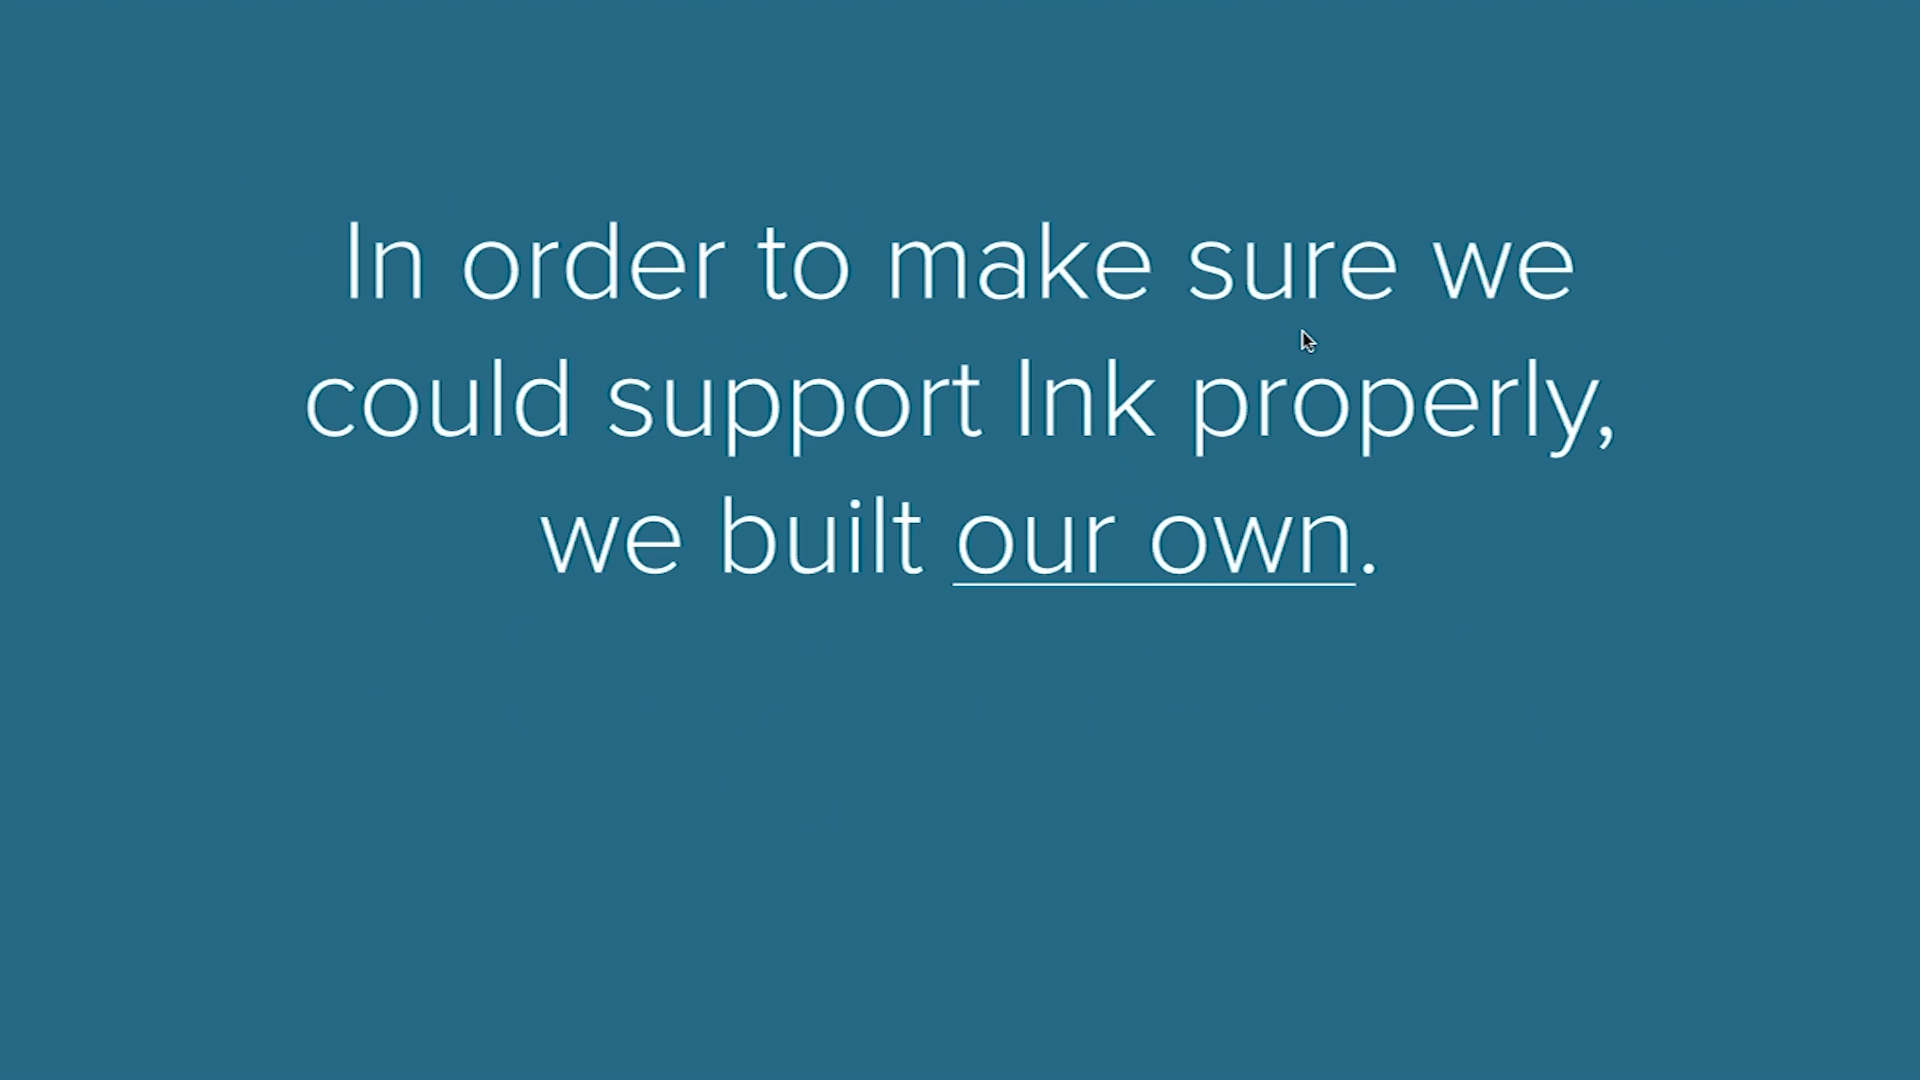 In order to make sure we
could support Ink properly,
we built our own.